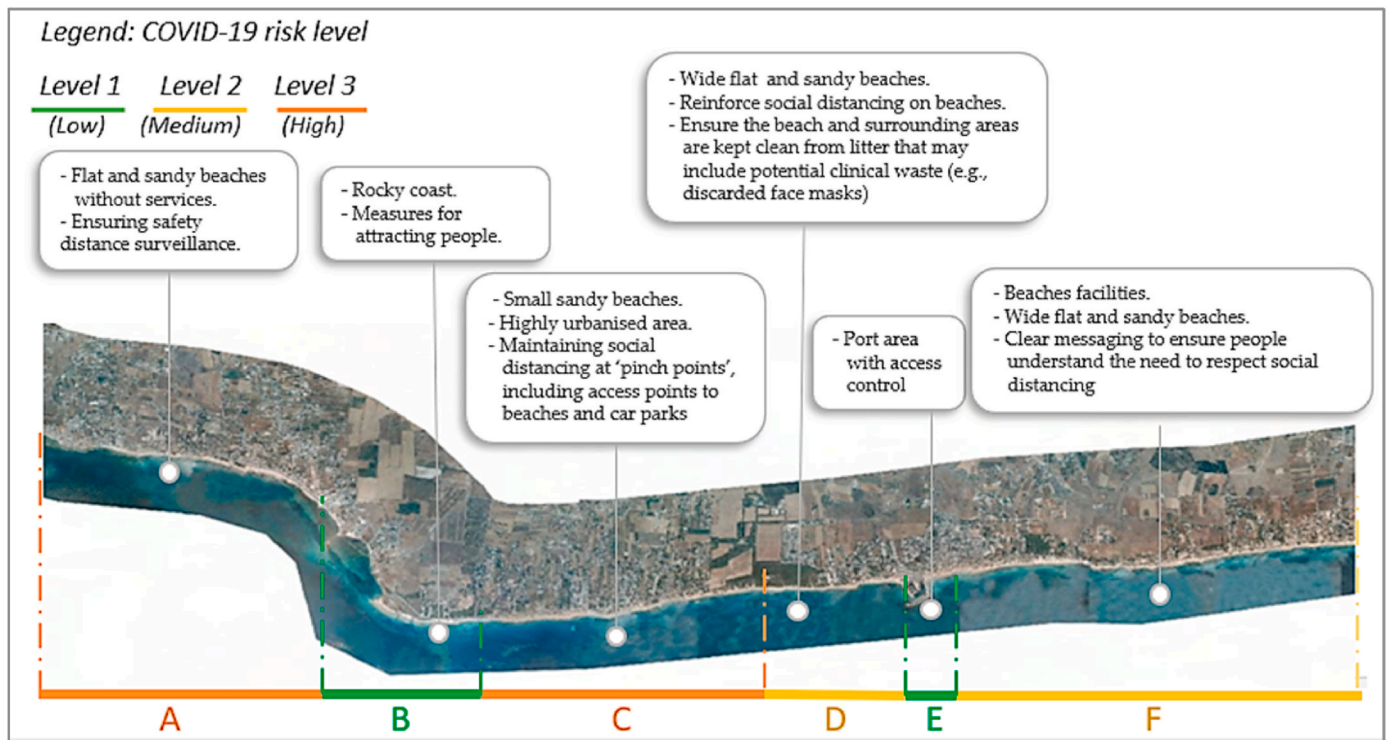 Legend: COVID-19 risk level
Level 1 Level 2 Level 3
(Low) (Medium) (High)
- Flat and sandy beaches
without services.
- Ensuring safety
distance surveillance.
- Rocky coast.
- Measures for
attracting people.
- Small sandy beaches.
- Highly urbanised area.
- Maintaining social
distancing at ‘pinch points’,
including access points to
beaches and car parks
- Wide flat and sandy beaches.
- Reinforce social distancing on beaches.
- Ensure the beach and surrounding areas
are kept clean from litter that may
include potential clinical waste (e.g.,
discarded face masks)
- Port area
with access
control
- Beaches facilities.
- Wide flat and sandy beaches.
- Clear messaging to ensure people
understand the need to respect social
distancing
A B C D E F